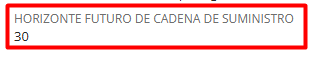 HORIZONTE FUTURO DE CADENA DE SUMINISTRO
30